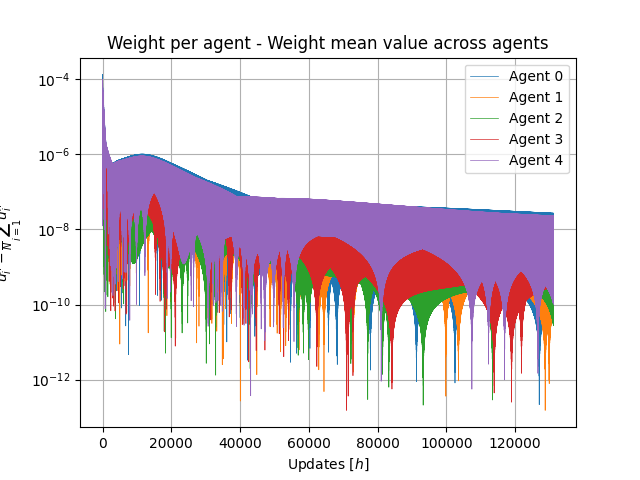 Weight per agent - Weight mean value across agents
Agent 0
Agent 1
Agent 2
Agent 3
Agent 4
10⁻⁴
10⁻⁶
10⁻⁸
10⁻¹⁰
10⁻¹²
0
20000
40000
60000
80000
100000
120000
Updates [h]